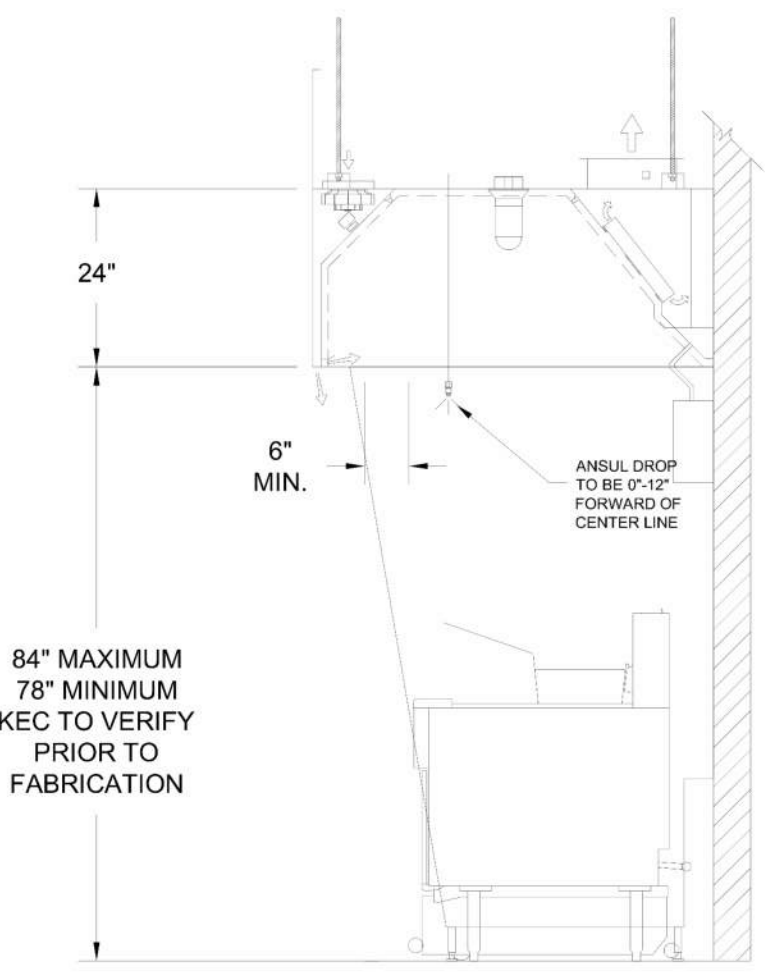 24"
6"
MIN.
ANSUL DROP
TO BE 0"-12"
FORWARD OF
CENTER LINE
84" MAXIMUM
78" MINIMUM
KEC TO VERIFY
PRIOR TO
FABRICATION